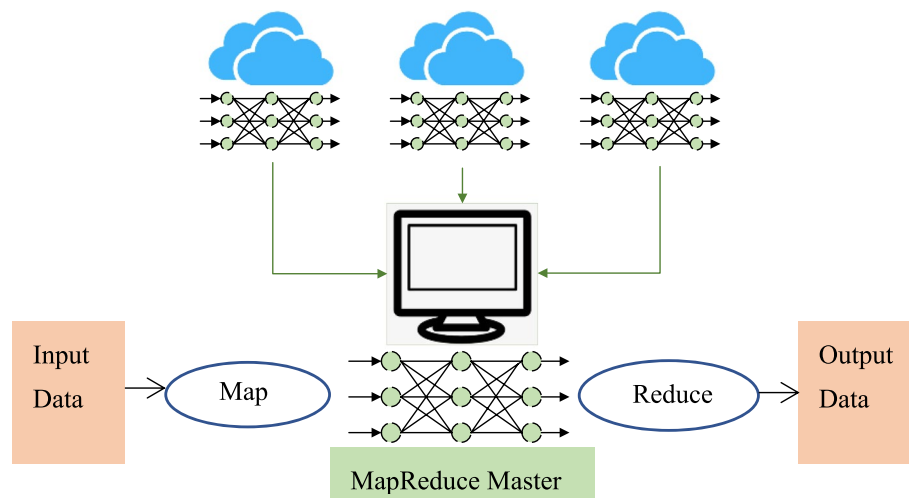 Input
Data
Map
Reduce
Output
Data
MapReduce Master